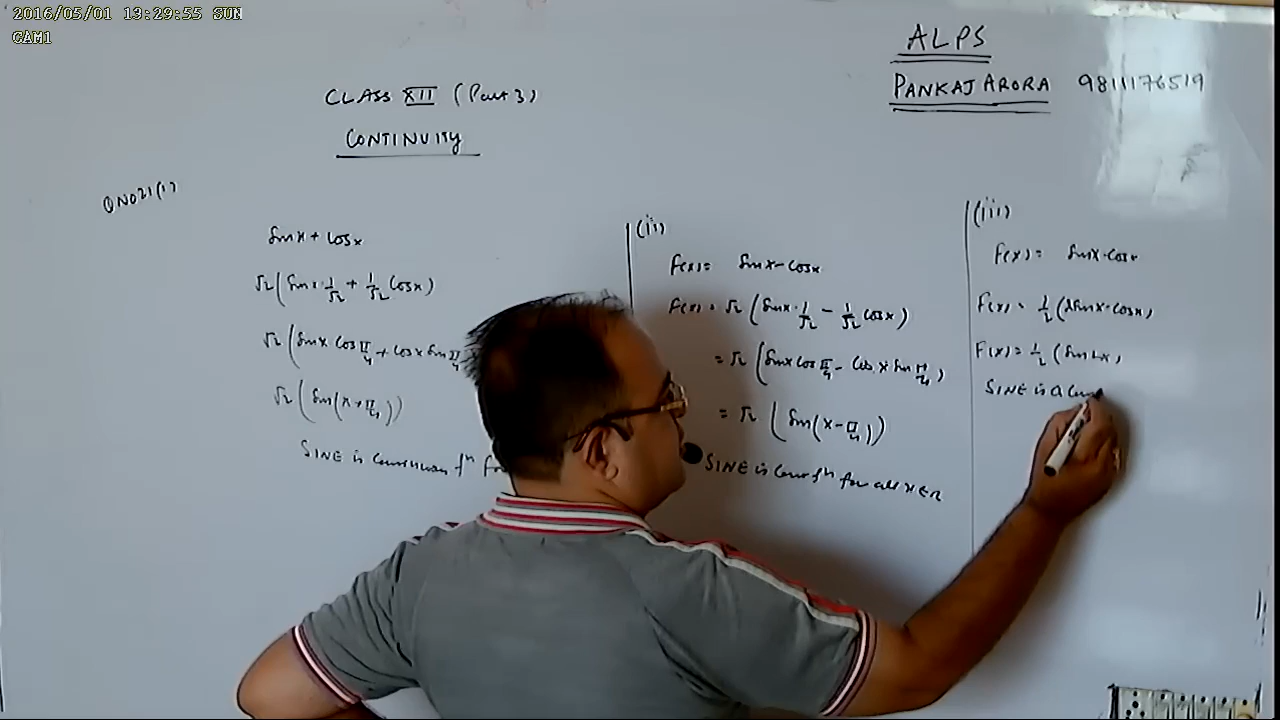 2016/05/01 19:29:55 SUN
CAM1
ALPS
PANKAJ ARORA 9811176519
CLASS XII (Part 3)
CONTINUITY
QNO21(i)
Sinx + Cosx
√2 (Sinx·1/√2 + 1/√2 Cosx)
√2 (Sinx Cos π/4 + Cosx Sin π/4
√2 (Sin(x+π/4))
SINE is fⁿ
(ii)
F(x) = Sinx - Cosx
F(x) = √2 (Sinx·1/√2 - 1/√2 Cosx)
= √2 (Sinx Cos π/4 - Cosx Sin π/4)
= √2 (Sin(x-π/4))
SINE is Cont fⁿ for all x∈R
(iii)
F(x) = Sinx·Cosx
F(x) = 1/2 (2Sinx·Cosx)
F(x) = 1/2 (Sin2x)
SINE is a